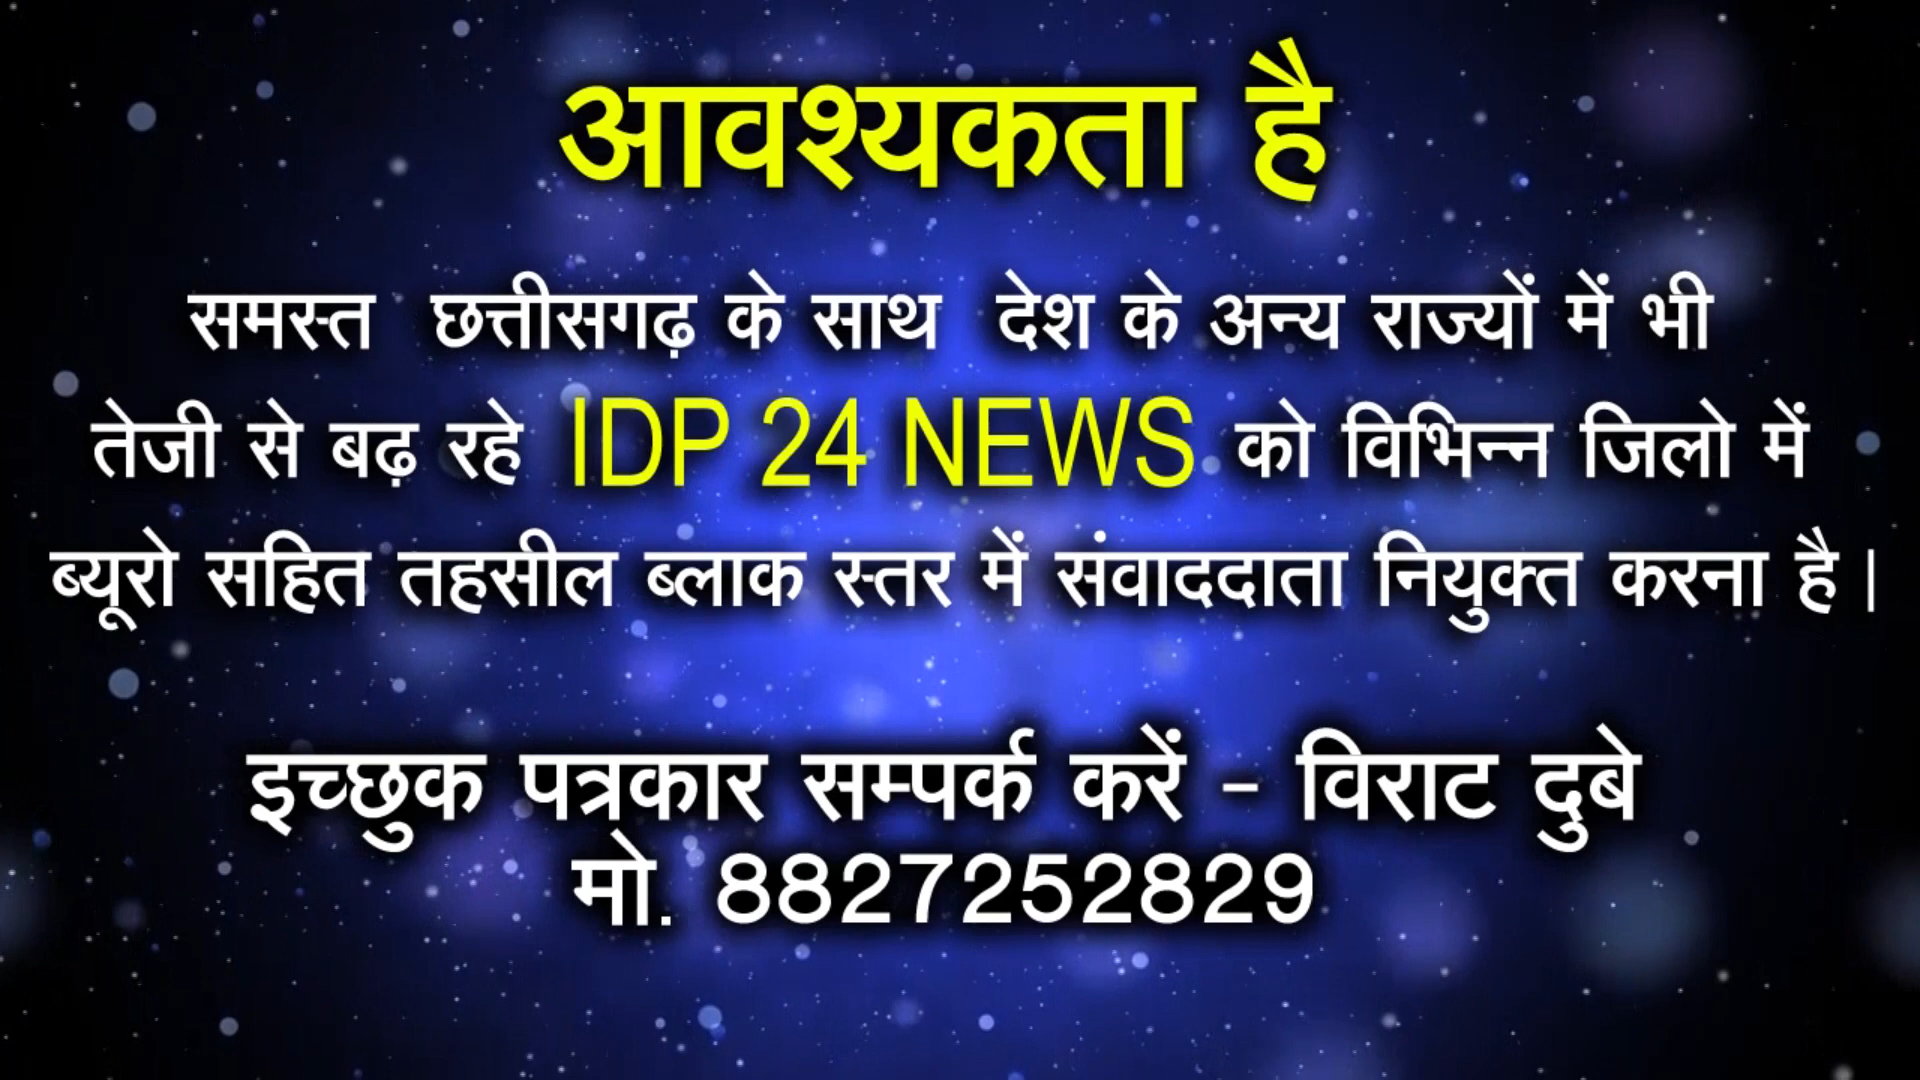 आवश्यकता है
समस्त छत्तीसगढ़ के साथ देश के अन्य राज्यों में भी
तेजी से बढ़ रहे IDP 24 NEWS को विभिन्न जिलो में
ब्यूरो सहित तहसील ब्लाक स्तर में संवाददाता नियुक्त करना है।
इच्छुक पत्रकार सम्पर्क करें - विराट दुबे
मो. 8827252829